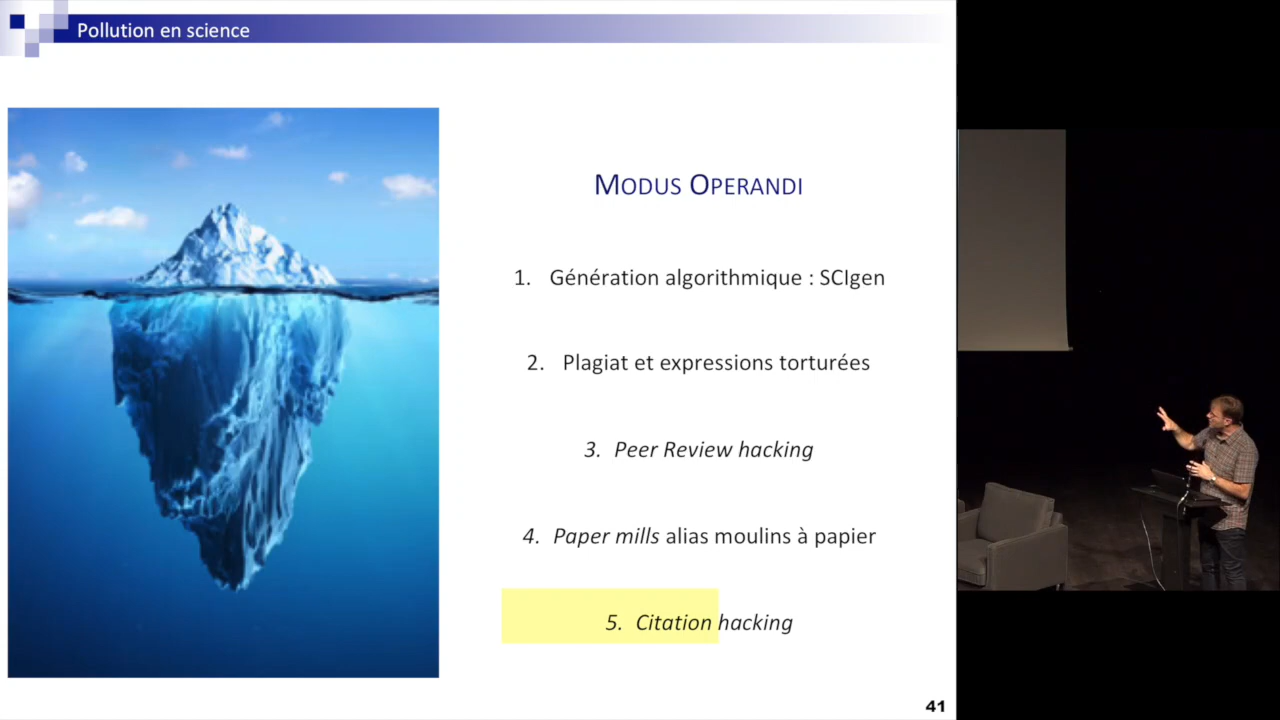 Pollution en science
MODUS OPERANDI
1. Génération algorithmique : SCIgen
2. Plagiat et expressions torturées
3. Peer Review hacking
4. Paper mills alias moulins à papier
5. Citation hacking
41